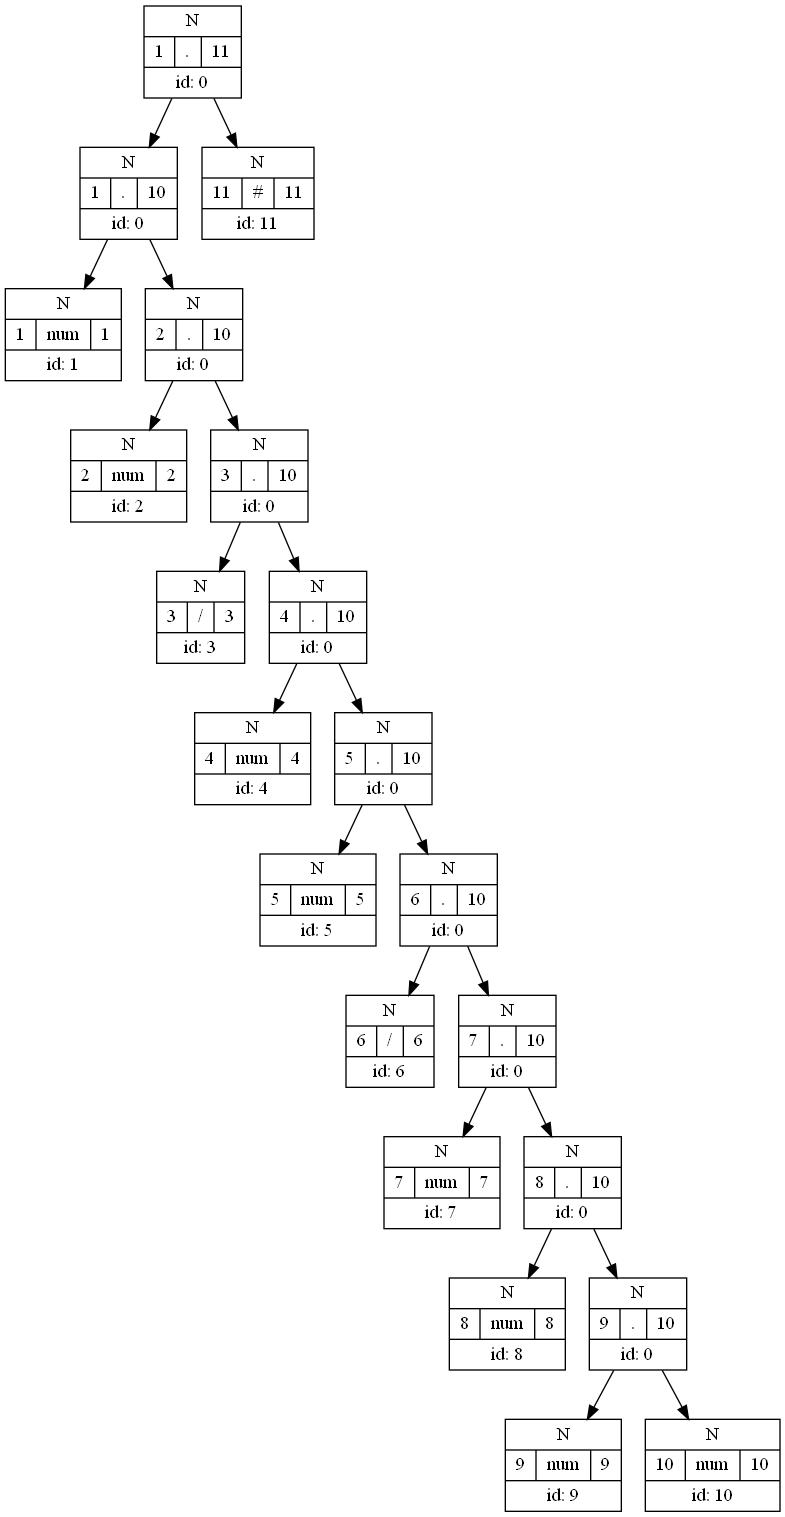 N
1 . 11
id: 0
N
1 . 10
id: 0
N
11 # 11
id: 11
N
1 num 1
id: 1
N
2 . 10
id: 0
N
2 num 2
id: 2
N
3 . 10
id: 0
N
3 / 3
id: 3
N
4 . 10
id: 0
N
4 num 4
id: 4
N
5 . 10
id: 0
N
5 num 5
id: 5
N
6 . 10
id: 0
N
6 / 6
id: 6
N
7 . 10
id: 0
N
7 num 7
id: 7
N
8 . 10
id: 0
N
8 num 8
id: 8
N
9 . 10
id: 0
N
9 num 9
id: 9
N
10 num 10
id: 10